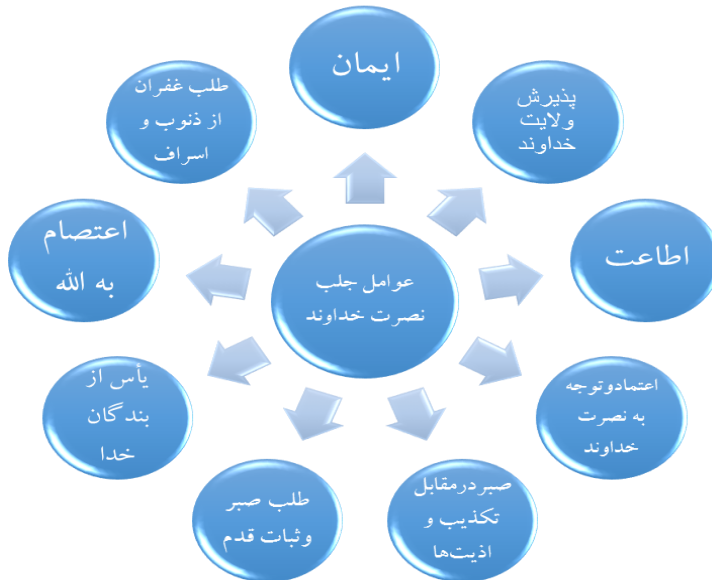 عوامل جلب
نصرت خداوند
ایمان
پذیرش
ولایت
خداوند
اطاعت
اعتمادوتوجه
به نصرت
خداوند
صبردرمقابل
تکذیب و
اذیت‌ها
طلب صبر
وثبات قدم
یأس از
بندگان
خدا
اعتصام
به الله
طلب غفران
از ذنوب و
اسراف